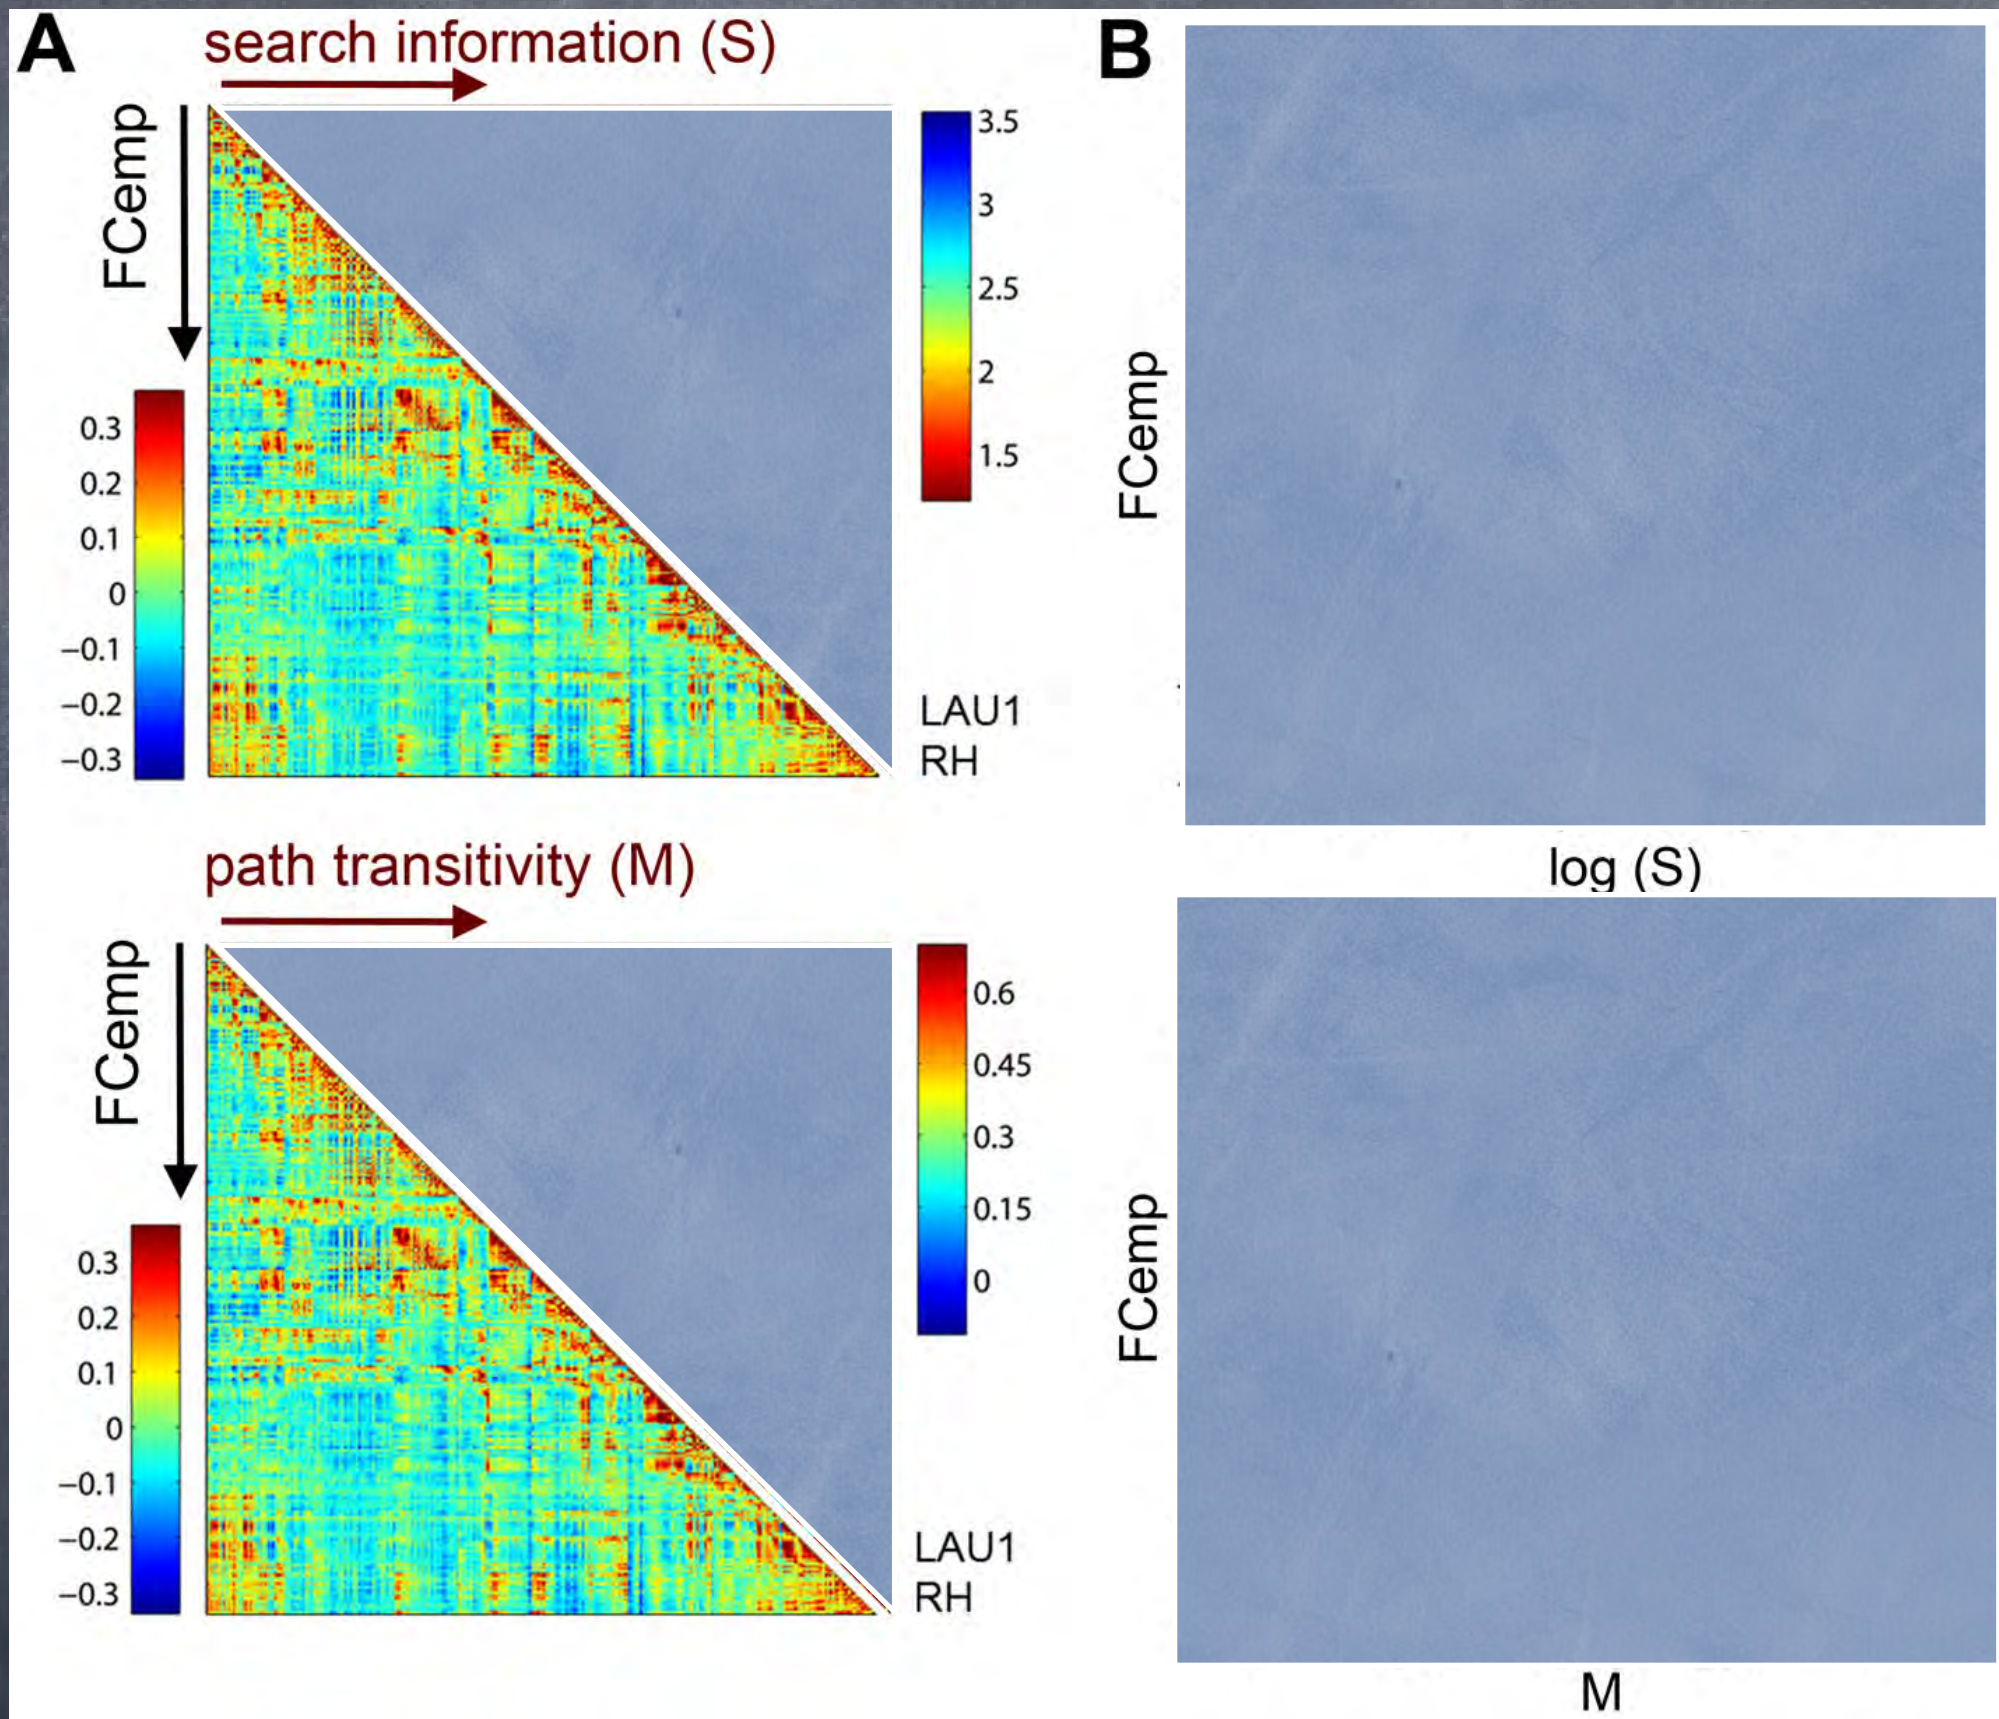 A
search information (S)
FCemp
3.5
3
2.5
2
1.5
0.3
0.2
0.1
0
−0.1
−0.2
−0.3
LAU1
RH
path transitivity (M)
FCemp
0.6
0.45
0.3
0.15
0
0.3
0.2
0.1
0
−0.1
−0.2
−0.3
LAU1
RH
B
FCemp
log (S)
FCemp
M